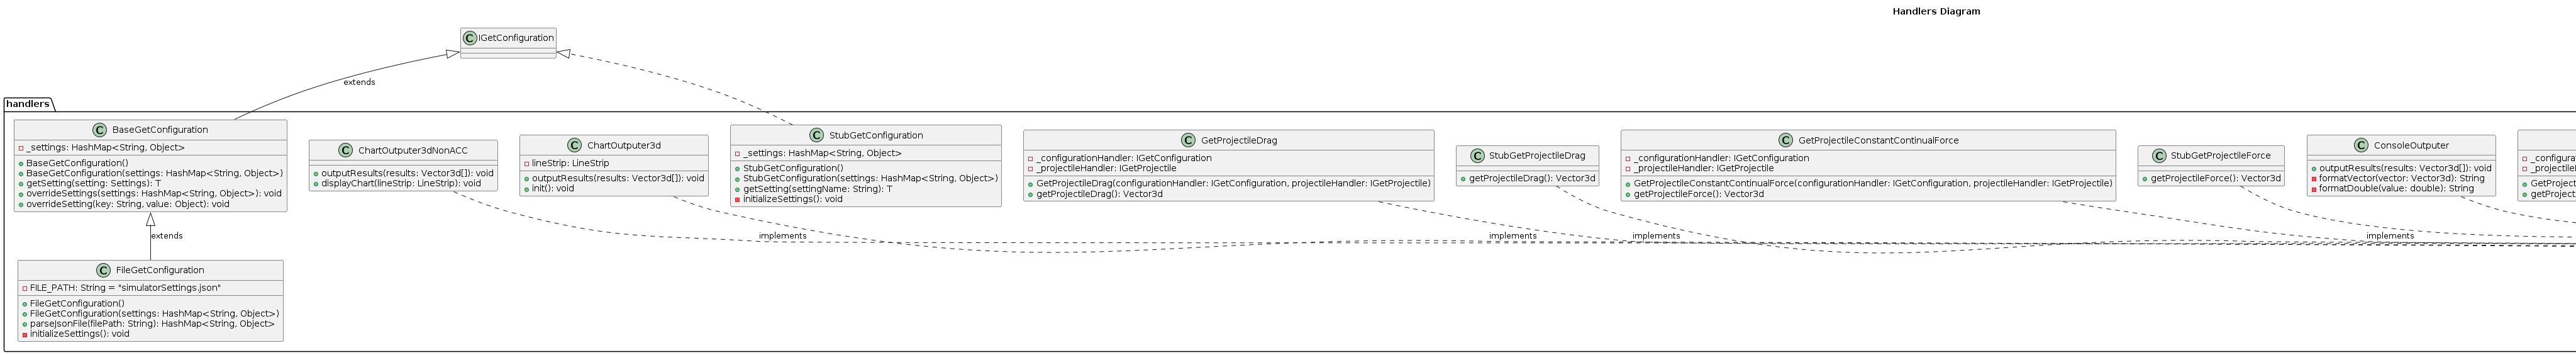 Handlers Diagram
C IGetConfiguration
extends
handlers
C BaseGetConfiguration
_settings: HashMap<String, Object>
BaseGetConfiguration()
BaseGetConfiguration(settings: HashMap<String, Object>)
getSetting(setting: Settings): T
overrideSettings(settings: HashMap<String, Object>): void
overrideSetting(key: String, value: Object): void
C ChartOutputer3dNonACC
outputResults(results: Vector3d[]): void
displayChart(lineStrip: LineStrip): void
C ChartOutputer3d
lineStrip: LineStrip
outputResults(results: Vector3d[]): void
init(): void
C StubGetConfiguration
_settings: HashMap<String, Object>
StubGetConfiguration()
StubGetConfiguration(settings: HashMap<String, Object>)
getSetting(settingName: String): T
initializeSettings(): void
C GetProjectileDrag
_configurationHandler: IGetConfiguration
_projectileHandler: IGetProjectile
GetProjectileDrag(configurationHandler: IGetConfiguration, projectileHandler: IGetProjectile)
getProjectileDrag(): Vector3d
C StubGetProjectileDrag
getProjectileDrag(): Vector3d
C GetProjectileConstantContinualForce
_configurationHandler: IGetConfiguration
_projectileHandler: IGetProjectile
GetProjectileConstantContinualForce(configurationHandler: IGetConfiguration, projectileHandler: IGetProjectile)
getProjectileForce(): Vector3d
C StubGetProjectileForce
getProjectileForce(): Vector3d
C ConsoleOutputer
outputResults(results: Vector3d[]): void
formatVector(vector: Vector3d): String
formatDouble(value: double): String
_configura
_projectile
GetProject
getProject
extends
implements
implements
implements
implements
C FileGetConfiguration
FILE_PATH: String = "simulatorSettings.json"
FileGetConfiguration()
FileGetConfiguration(settings: HashMap<String, Object>)
parseJsonFile(filePath: String): HashMap<String, Object>
initializeSettings(): void